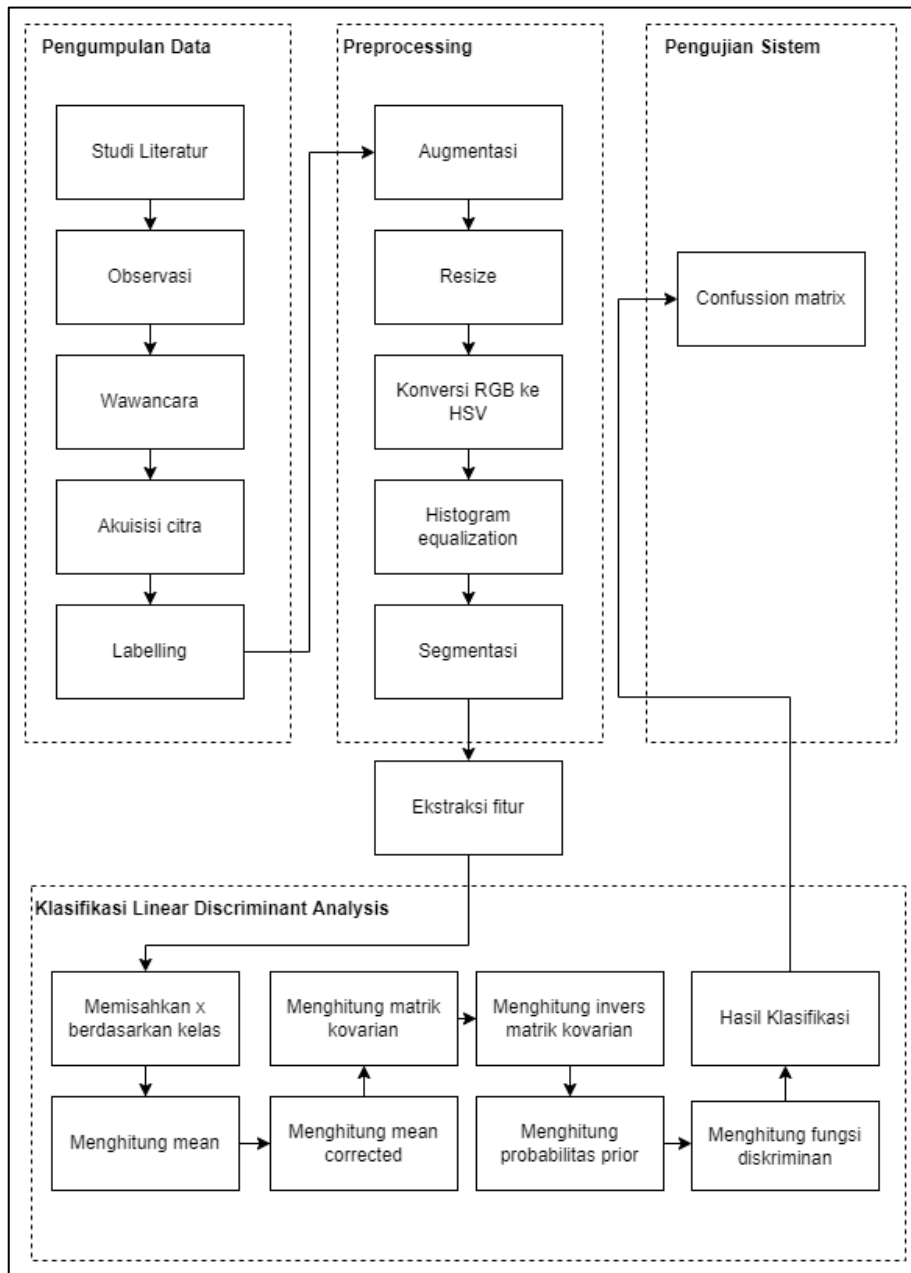 Pengumpulan Data
Studi Literatur
Observasi
Wawancara
Akuisisi citra
Labelling
Preprocessing
Augmentasi
Resize
Konversi RGB ke
HSV
Histogram
equalization
Segmentasi
Pengujian Sistem
Confussion matrix
Ekstraksi fitur
Klasifikasi Linear Discriminant Analysis
Memisahkan x
berdasarkan kelas
Menghitung mean
Menghitung mean
corrected
Menghitung matrik
kovarian
Menghitung invers
matrik kovarian
Menghitung
probabilitas prior
Menghitung fungsi
diskriminan
Hasil Klasifikasi